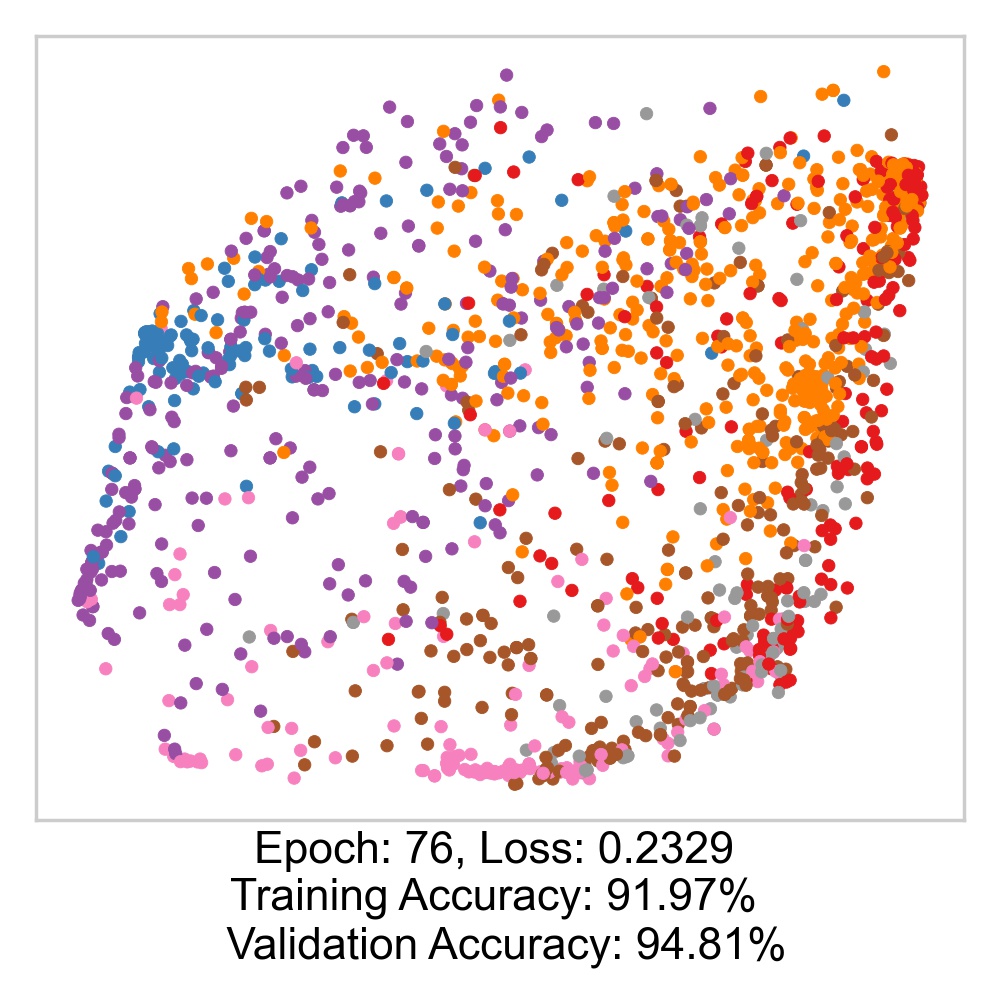 Epoch: 76, Loss: 0.2329
Training Accuracy: 91.97%
Validation Accuracy: 94.81%